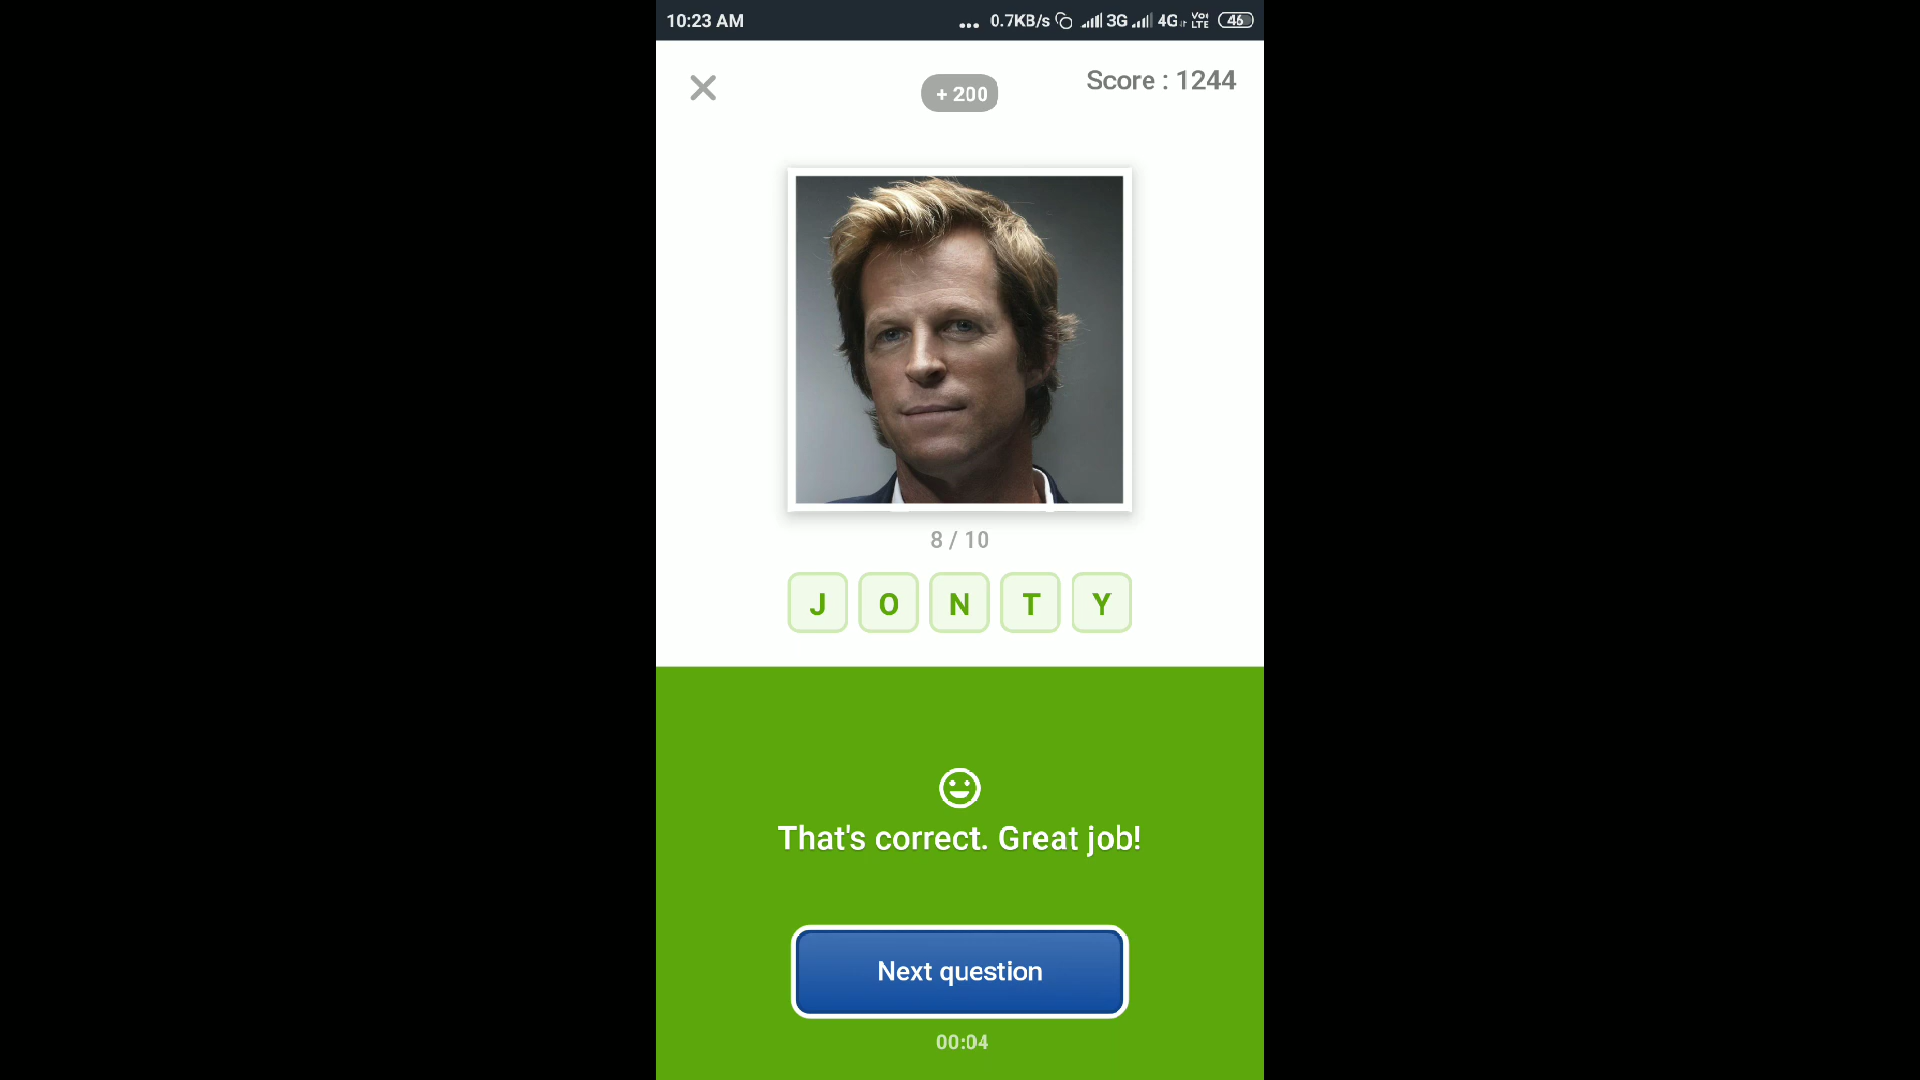 10:23 AM ... 0.7KB/s 3G 4G VoLTE 46
+ 200
Score : 1244
8 / 10
J O N T Y
That's correct. Great job!
Next question
00:04